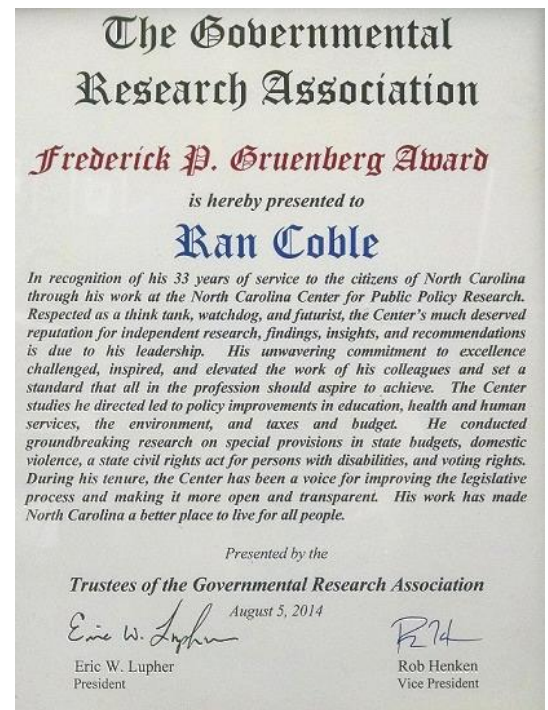 The Governmental
Research Association
Frederick P. Gruenberg Award
is hereby presented to
Ran Coble
In recognition of his 33 years of service to the citizens of North Carolina
through his work at the North Carolina Center for Public Policy Research.
Respected as a think tank, watchdog, and futurist, the Center's much deserved
reputation for independent research, findings, insights, and recommendations
is due to his leadership. His unwavering commitment to excellence
challenged, inspired, and elevated the work of his colleagues and set a
standard that all in the profession should aspire to achieve. The Center
studies he directed led to policy improvements in education, health and human
services, the environment, and taxes and budget. He conducted
groundbreaking research on special provisions in state budgets, domestic
violence, a state civil rights act for persons with disabilities, and voting rights.
During his tenure, the Center has been a voice for improving the legislative
process and making it more open and transparent. His work has made
North Carolina a better place to live for all people.
Presented by the
Trustees of the Governmental Research Association
August 5, 2014
Eric W. Lupher
Eric W. Lupher Rob Henken
President Vice President